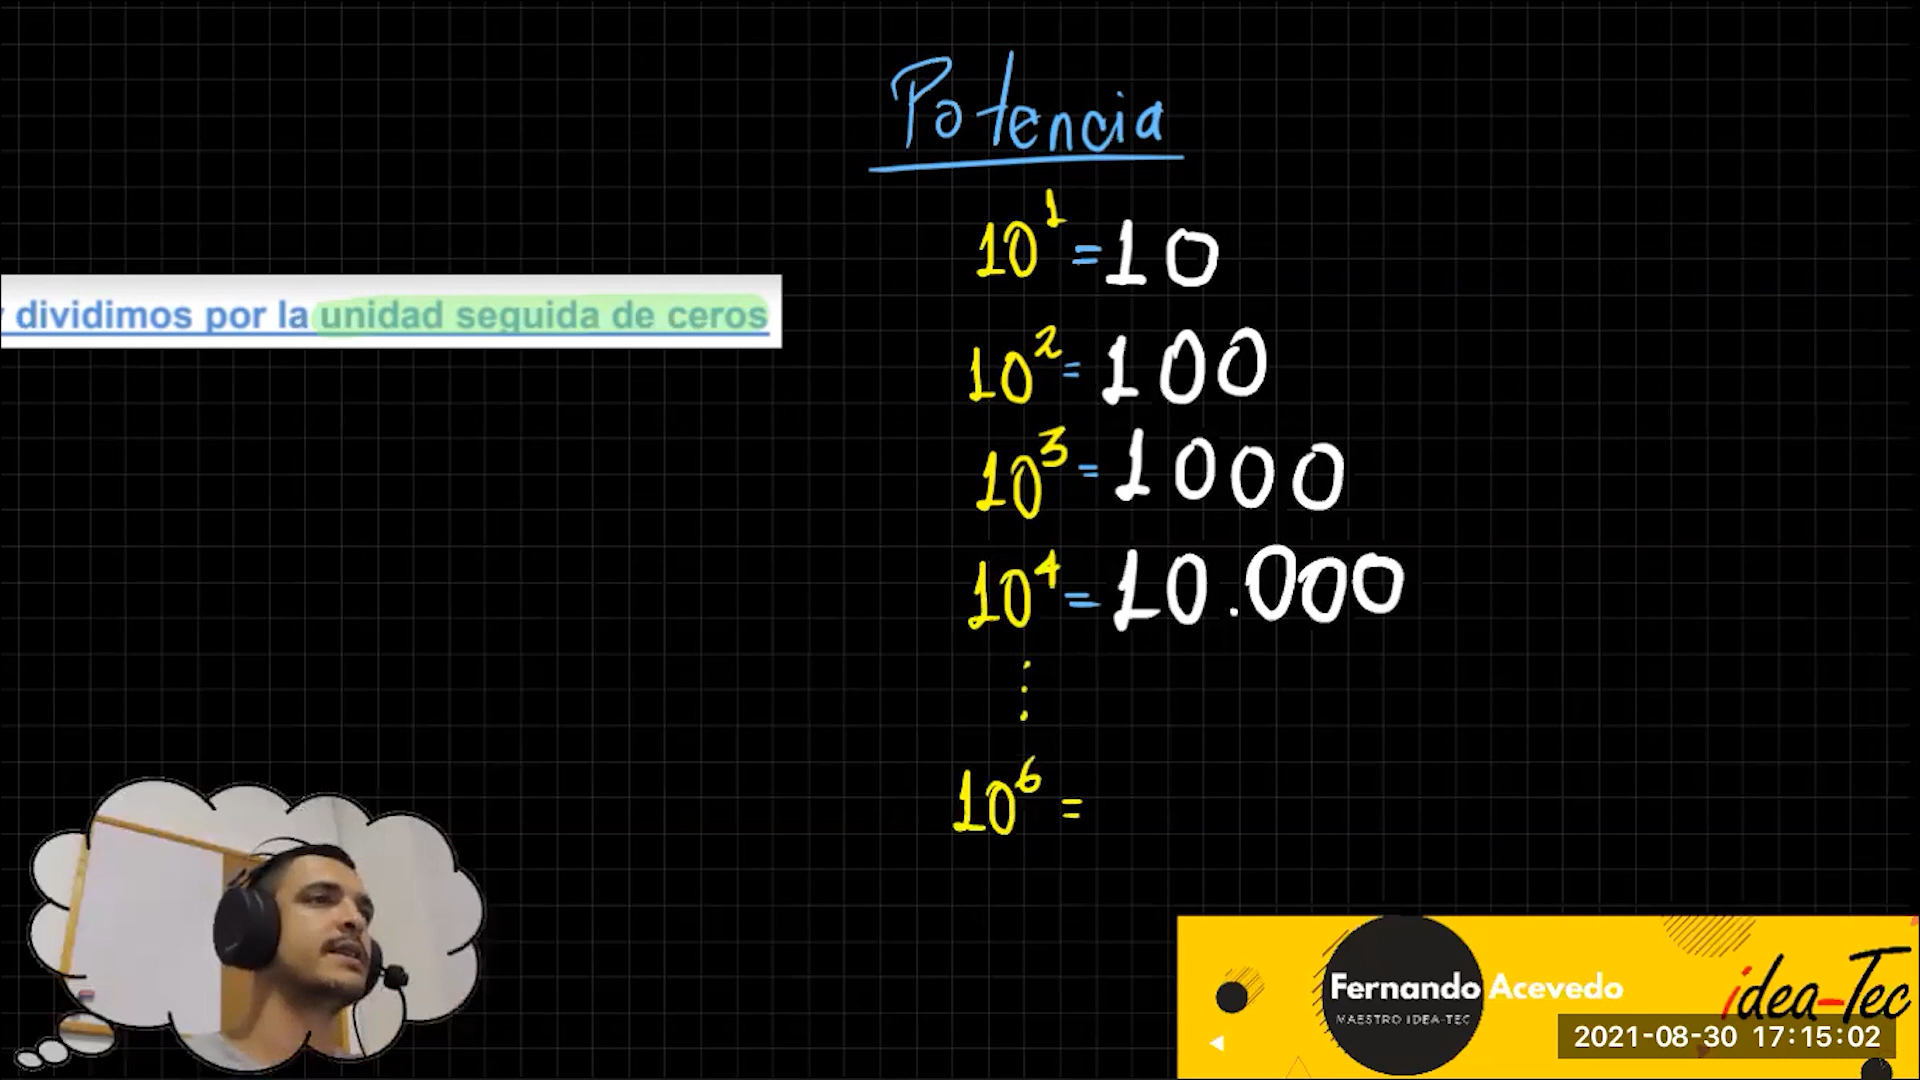 Potencia
10¹ = 10
dividimos por la unidad seguida de ceros
10² = 100
10³ = 1000
10⁴ = 10.000
⋮
10⁶ =
Fernando Acevedo
MAESTRO IDEA-TEC
idea-Tec
2021-08-30 17:15:02